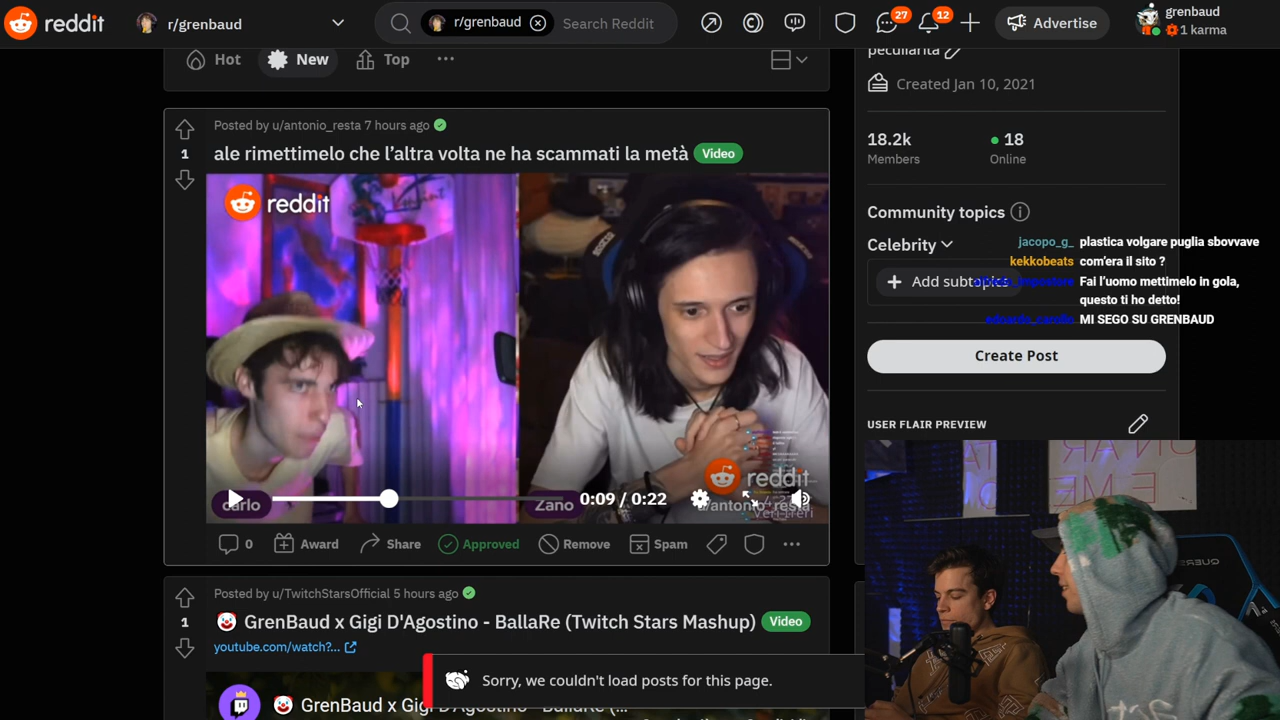 reddit
r/grenbaud
r/grenbaud
Search Reddit
27
12
Advertise
grenbaud
1 karma
Hot
New
Top
peculiarità
Created Jan 10, 2021
18.2k
Members
18
Online
Community topics
Celebrity
Add subtopics
jacopo_g_ plastica volgare puglia sbovvave
kekkobeats com'era il sito ?
Fai l'uomo mettimelo in gola,
questo ti ho detto!
MI SEGO SU GRENBAUD
Create Post
USER FLAIR PREVIEW
Posted by u/antonio_resta 7 hours ago
1
ale rimettimelo che l'altra volta ne ha scammati la metà
Video
reddit
carlo
Zano
0:09 / 0:22
reddit
u/antonio_resta
0
Award
Share
Approved
Remove
Spam
Posted by u/TwitchStarsOfficial 5 hours ago
1
GrenBaud x Gigi D'Agostino - BallaRe (Twitch Stars Mashup)
Video
youtube.com/watch?...
Sorry, we couldn't load posts for this page.